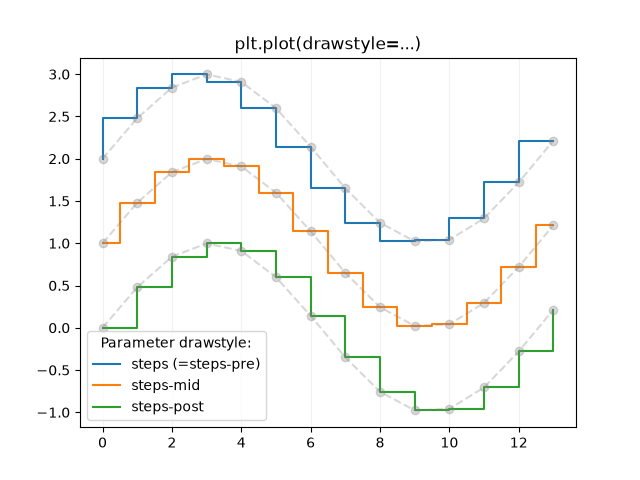 plt.plot(drawstyle=...)
3.0
2.5
2.0
1.5
1.0
0.5
0.0
−0.5
−1.0
Parameter drawstyle:
steps (=steps-pre)
steps-mid
steps-post
0 2 4 6 8 10 12